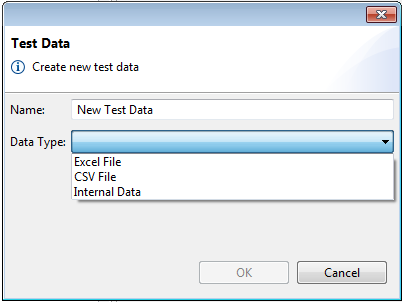 Test Data
Create new test data
Name: New Test Data
Data Type:
Excel File
CSV File
Internal Data
OK Cancel